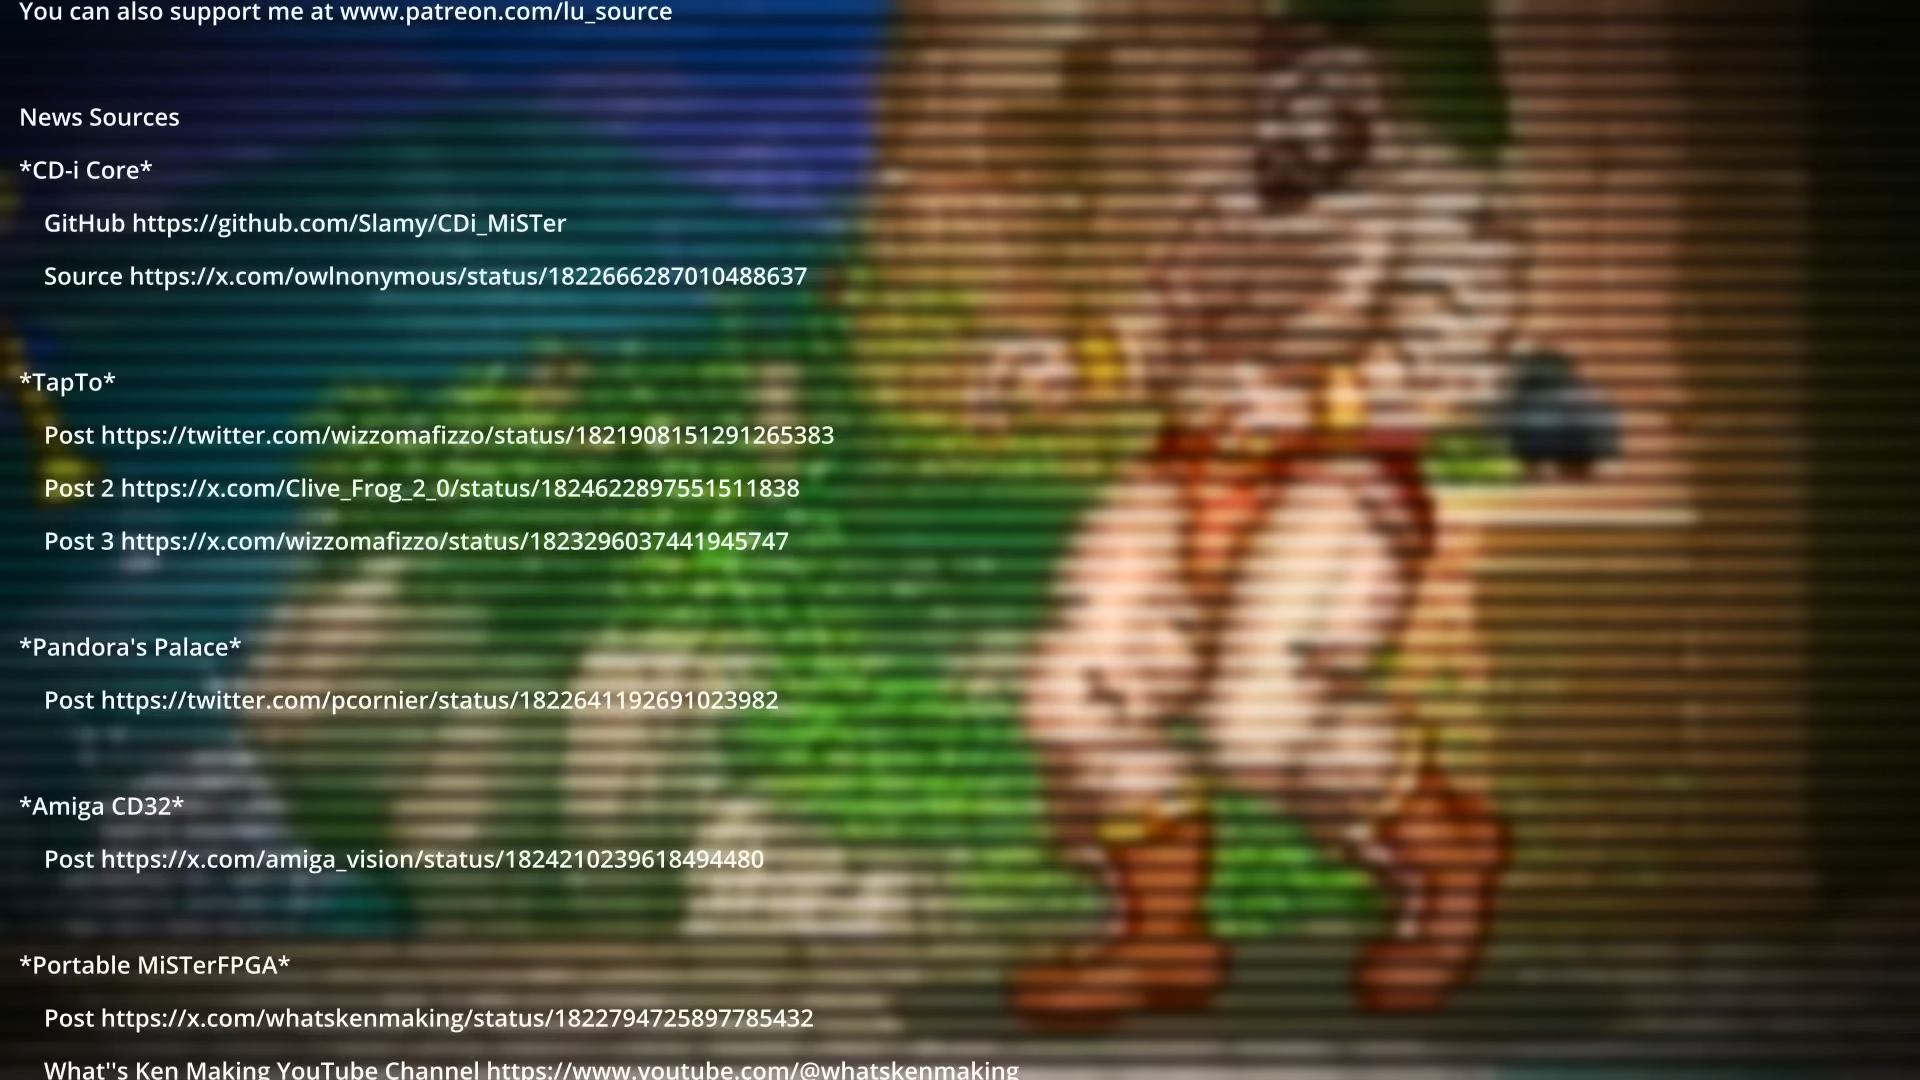 You can also support me at www.patreon.com/lu_source
News Sources
*CD-i Core*
GitHub https://github.com/Slamy/CDi_MiSTer
Source https://x.com/owlnonymous/status/1822666287010488637
*TapTo*
Post https://twitter.com/wizzomafizzo/status/1821908151291265383
Post 2 https://x.com/Clive_Frog_2_0/status/1824622897551511838
Post 3 https://x.com/wizzomafizzo/status/1823296037441945747
*Pandora's Palace*
Post https://twitter.com/pcornier/status/1822641192691023982
*Amiga CD32*
Post https://x.com/amiga_vision/status/1824210239618494480
*Portable MiSTerFPGA*
Post https://x.com/whatskenmaking/status/1822794725897785432
What''s Ken Making YouTube Channel https://www.youtube.com/@whatskenmaking